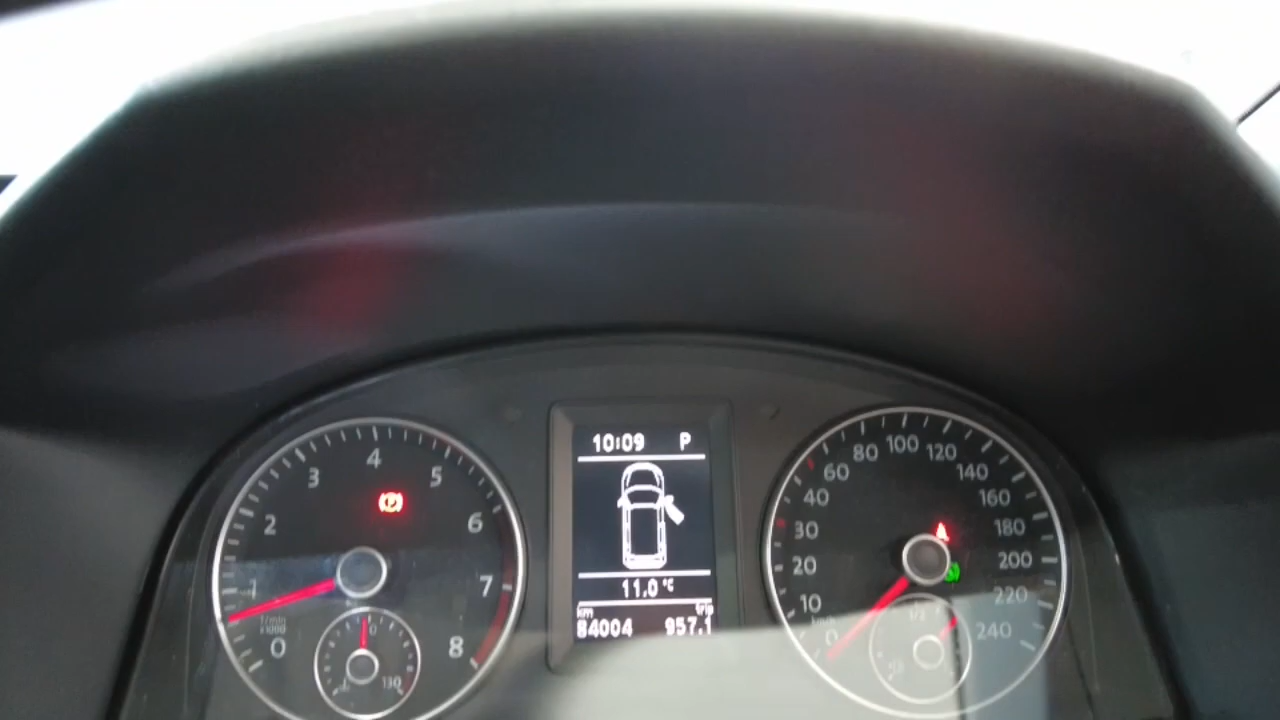 10:09 P
11,0 °C
km trip
84004 957,1
0 1 2 3 4 5 6 7 8
1/min
x1000
130
0 10 20 30 40 60 80 100 120 140 160 180 200 220 240
km/h